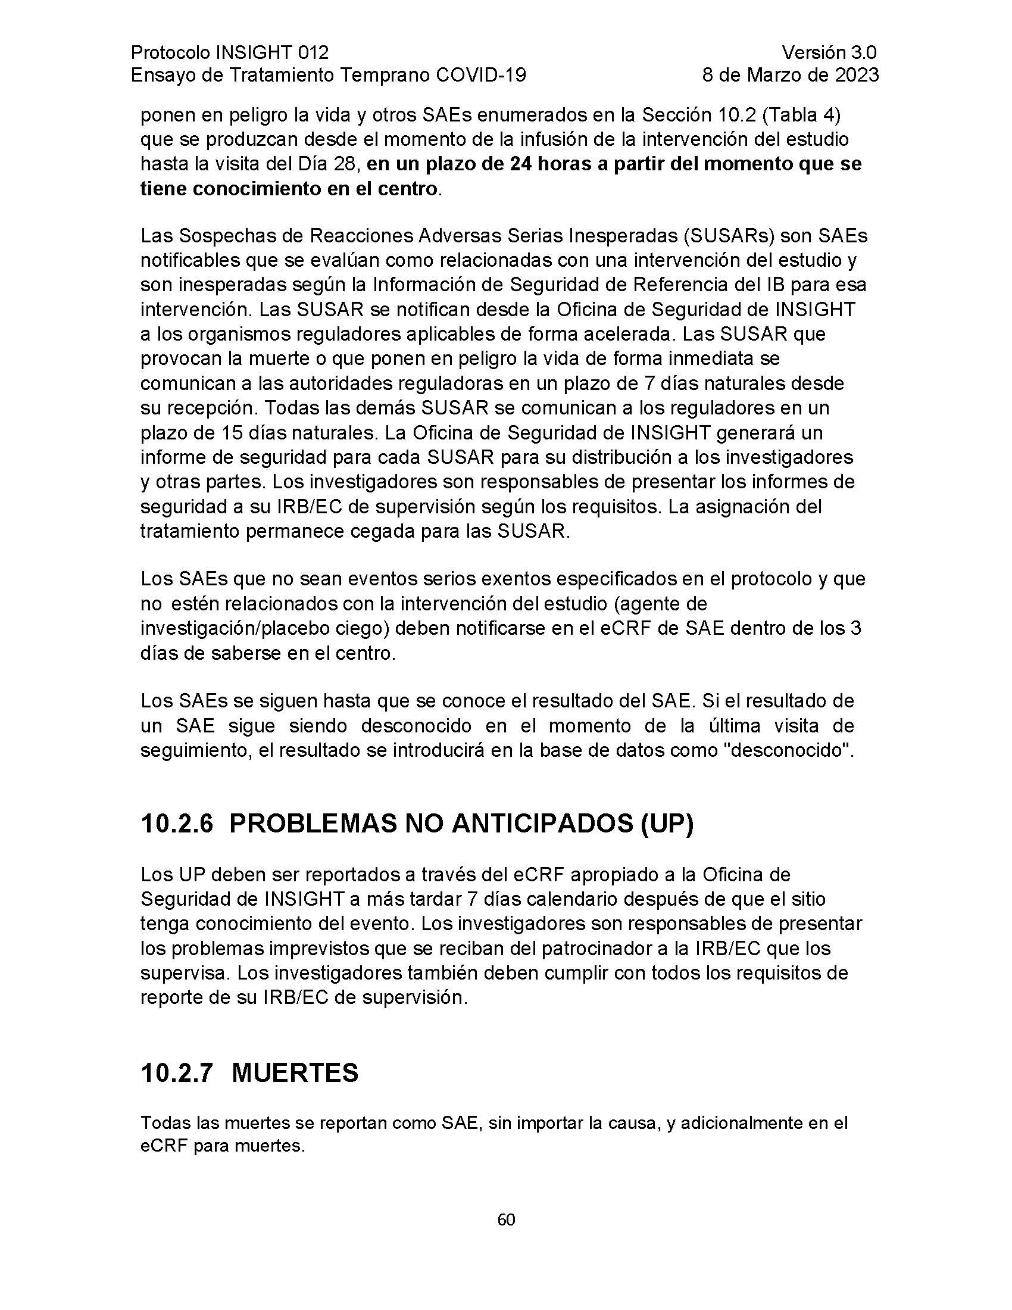 Protocolo INSIGHT 012 Versión 3.0
Ensayo de Tratamiento Temprano COVID-19 8 de Marzo de 2023
ponen en peligro la vida y otros SAEs enumerados en la Sección 10.2 (Tabla 4)
que se produzcan desde el momento de la infusión de la intervención del estudio
hasta la visita del Día 28, en un plazo de 24 horas a partir del momento que se
tiene conocimiento en el centro.
Las Sospechas de Reacciones Adversas Serias Inesperadas (SUSARs) son SAEs
notificables que se evalúan como relacionadas con una intervención del estudio y
son inesperadas según la Información de Seguridad de Referencia del IB para esa
intervención. Las SUSAR se notifican desde la Oficina de Seguridad de INSIGHT
a los organismos reguladores aplicables de forma acelerada. Las SUSAR que
provocan la muerte o que ponen en peligro la vida de forma inmediata se
comunican a las autoridades reguladoras en un plazo de 7 días naturales desde
su recepción. Todas las demás SUSAR se comunican a los reguladores en un
plazo de 15 días naturales. La Oficina de Seguridad de INSIGHT generará un
informe de seguridad para cada SUSAR para su distribución a los investigadores
y otras partes. Los investigadores son responsables de presentar los informes de
seguridad a su IRB/EC de supervisión según los requisitos. La asignación del
tratamiento permanece cegada para las SUSAR.
Los SAEs que no sean eventos serios exentos especificados en el protocolo y que
no estén relacionados con la intervención del estudio (agente de
investigación/placebo ciego) deben notificarse en el eCRF de SAE dentro de los 3
días de saberse en el centro.
Los SAEs se siguen hasta que se conoce el resultado del SAE. Si el resultado de
un SAE sigue siendo desconocido en el momento de la última visita de
seguimiento, el resultado se introducirá en la base de datos como "desconocido".
10.2.6 PROBLEMAS NO ANTICIPADOS (UP)
Los UP deben ser reportados a través del eCRF apropiado a la Oficina de
Seguridad de INSIGHT a más tardar 7 días calendario después de que el sitio
tenga conocimiento del evento. Los investigadores son responsables de presentar
los problemas imprevistos que se reciban del patrocinador a la IRB/EC que los
supervisa. Los investigadores también deben cumplir con todos los requisitos de
reporte de su IRB/EC de supervisión.
10.2.7 MUERTES
Todas las muertes se reportan como SAE, sin importar la causa, y adicionalmente en el
eCRF para muertes.
60